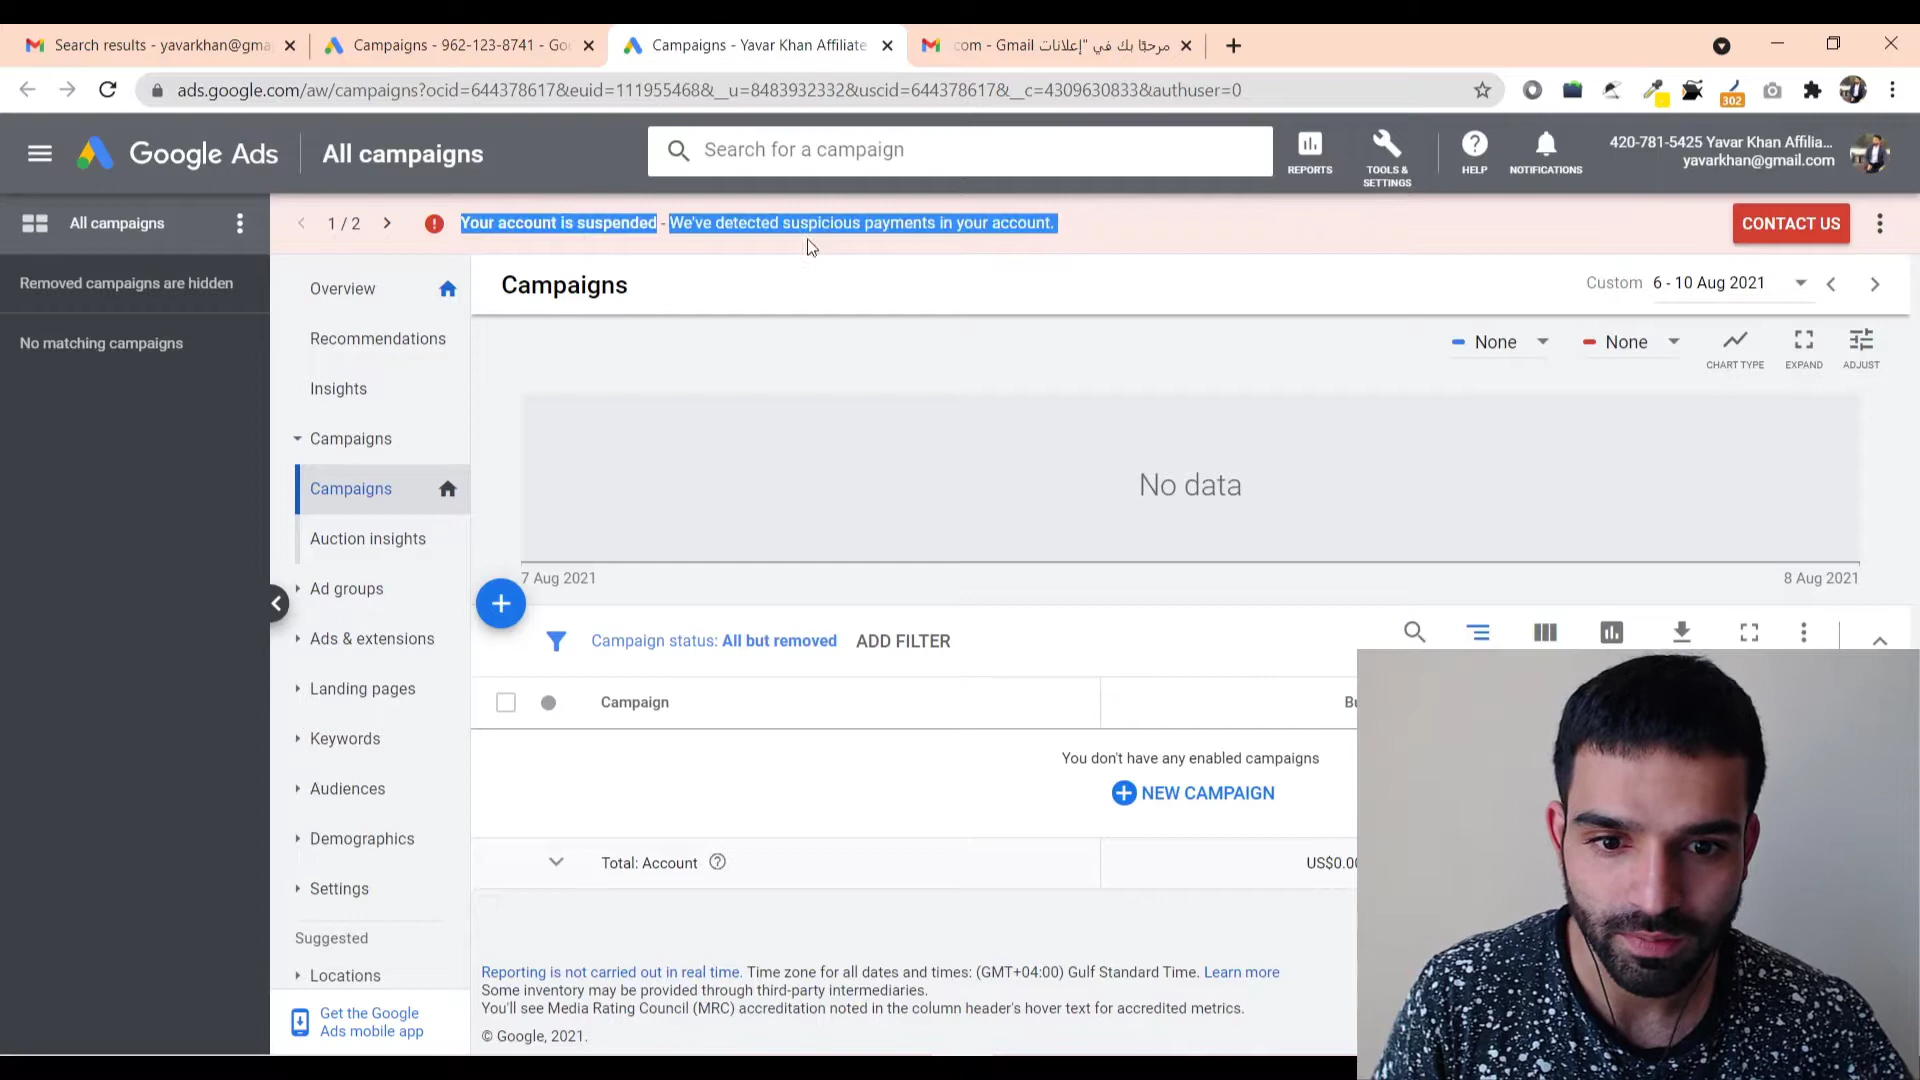 Search results - yavarkhan@gma
Campaigns - 962-123-8741 - Goo
Campaigns - Yavar Khan Affiliate
مرحبًا بك في "إعلانات com - Gmail
ads.google.com/aw/campaigns?ocid=644378617&euid=111955468&__u=8483932332&uscid=644378617&__c=4309630833&authuser=0
302
Google Ads
All campaigns
Search for a campaign
REPORTS
TOOLS &
SETTINGS
HELP
NOTIFICATIONS
420-781-5425 Yavar Khan Affilia...
yavarkhan@gmail.com
All campaigns
1 / 2
Your account is suspended - We've detected suspicious payments in your account.
CONTACT US
Removed campaigns are hidden
No matching campaigns
Overview
Recommendations
Insights
Campaigns
Campaigns
Auction insights
Ad groups
Ads & extensions
Landing pages
Keywords
Audiences
Demographics
Settings
Suggested
Locations
Get the Google
Ads mobile app
Campaigns
Custom 6 - 10 Aug 2021
None
None
CHART TYPE
EXPAND
ADJUST
No data
7 Aug 2021
8 Aug 2021
Campaign status: All but removed
ADD FILTER
Campaign
You don't have any enabled campaigns
NEW CAMPAIGN
Total: Account
US$0.00
Reporting is not carried out in real time. Time zone for all dates and times: (GMT+04:00) Gulf Standard Time. Learn more
Some inventory may be provided through third-party intermediaries.
You'll see Media Rating Council (MRC) accreditation noted in the column header's hover text for accredited metrics.
© Google, 2021.